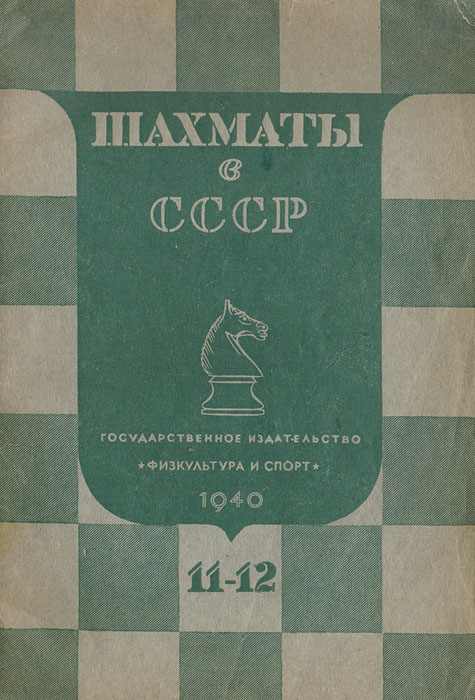 ШАХМАТЫ
в
СССР
ГОСУДАРСТВЕННОЕ ИЗДАТЕЛЬСТВО
★ФИЗКУЛЬТУРА И СПОРТ★
1940
11-12